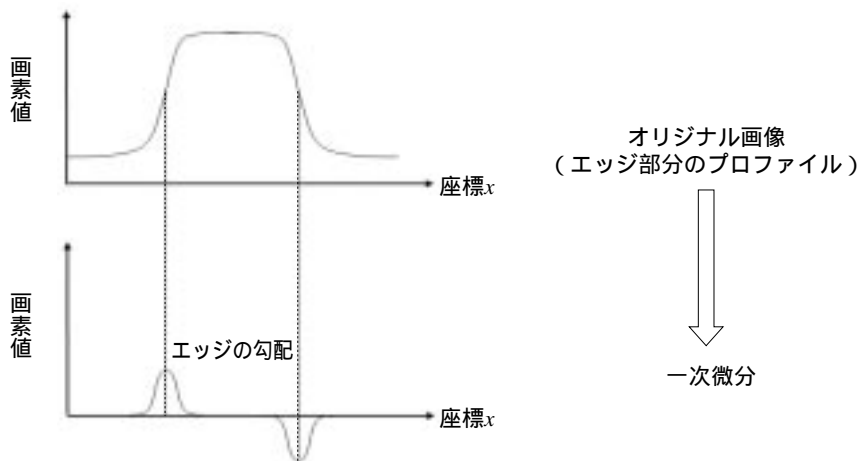 画素値
座標x
オリジナル画像
(エッジ部分のプロファイル)
画素値
エッジの勾配
座標x
一次微分